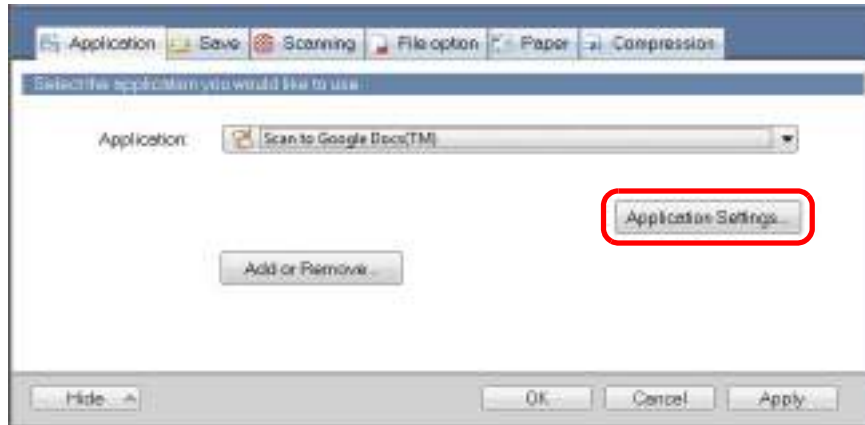 Application Save Scanning File option Paper Compression
Select the application you would like to use
Application: Scan to Google Docs(TM)
Application Settings...
Add or Remove...
Hide OK Cancel Apply